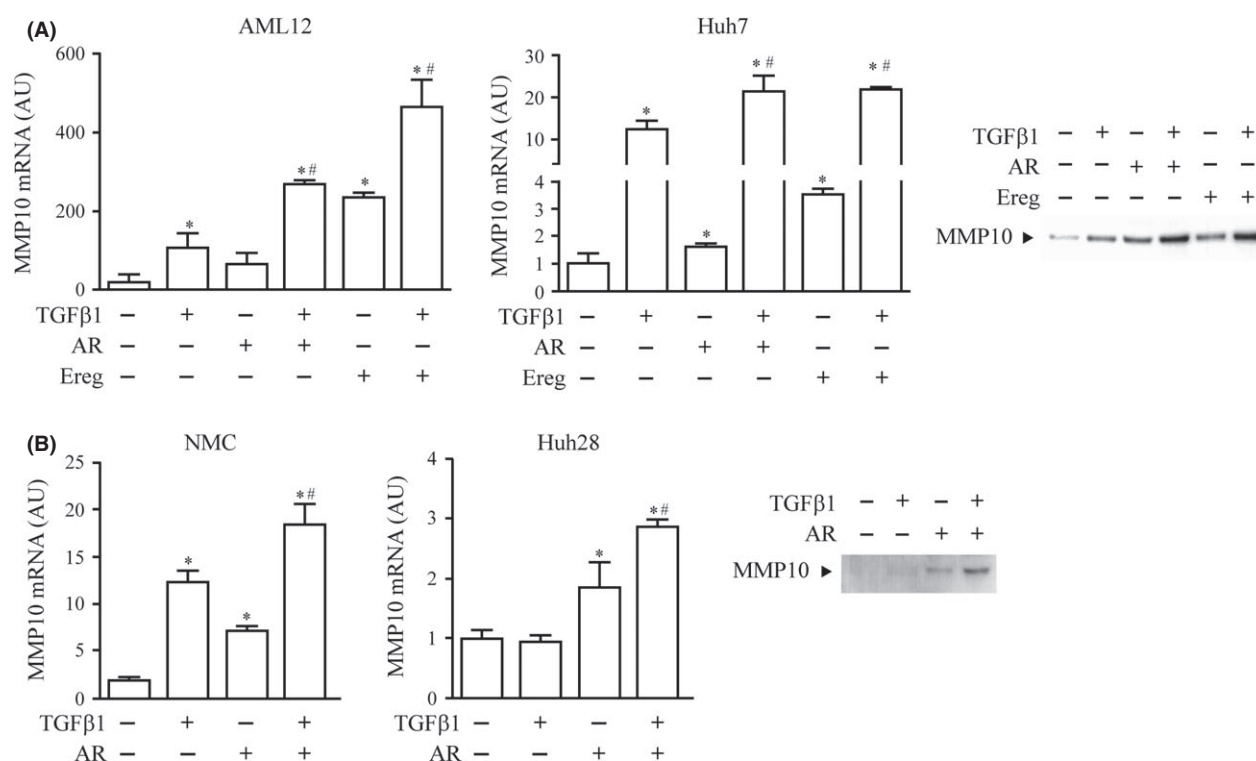 (A)
AML12
MMP10 mRNA (AU)
600
400
200
0
* * # * * #
TGFβ1 – + – + – +
AR – – + + – –
Ereg – – – – + +
Huh7
MMP10 mRNA (AU)
30
20
10
4
3
2
1
0
* * * # * * #
TGFβ1 – + – + – +
AR – – + + – –
Ereg – – – – + +
TGFβ1 – + – + – +
AR – – + + – –
Ereg – – – – + +
MMP10 ►
(B)
NMC
MMP10 mRNA (AU)
25
20
15
10
5
0
* * * #
TGFβ1 – + – +
AR – – + +
Huh28
MMP10 mRNA (AU)
4
3
2
1
0
* * #
TGFβ1 – + – +
AR – – + +
TGFβ1 – + – +
AR – – + +
MMP10 ►